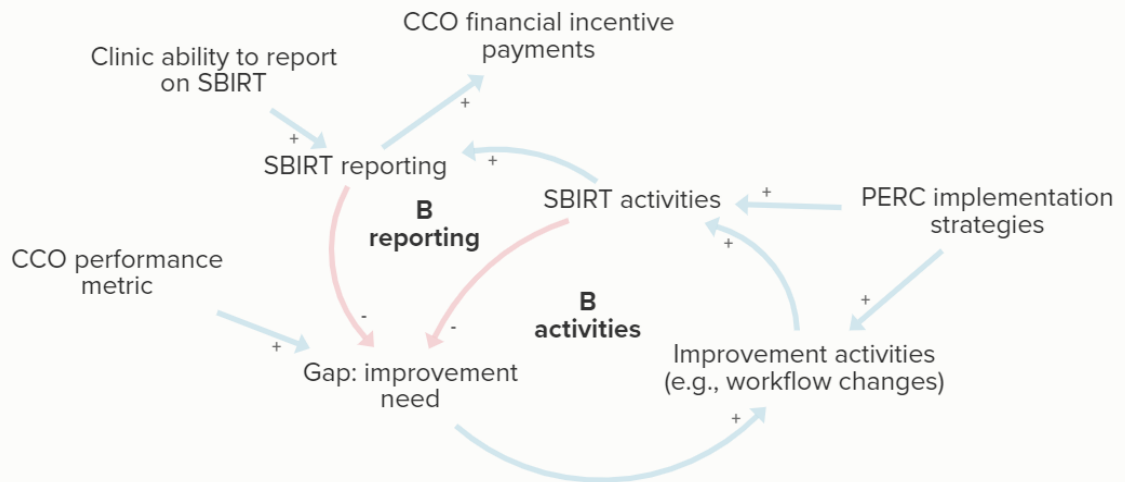 CCO financial incentive
payments
Clinic ability to report
on SBIRT
+
+
SBIRT reporting
+
SBIRT activities
+
PERC implementation
strategies
B
reporting
+
CCO performance
metric
+
B
activities
-
-
+
Gap: improvement
need
Improvement activities
(e.g., workflow changes)
+